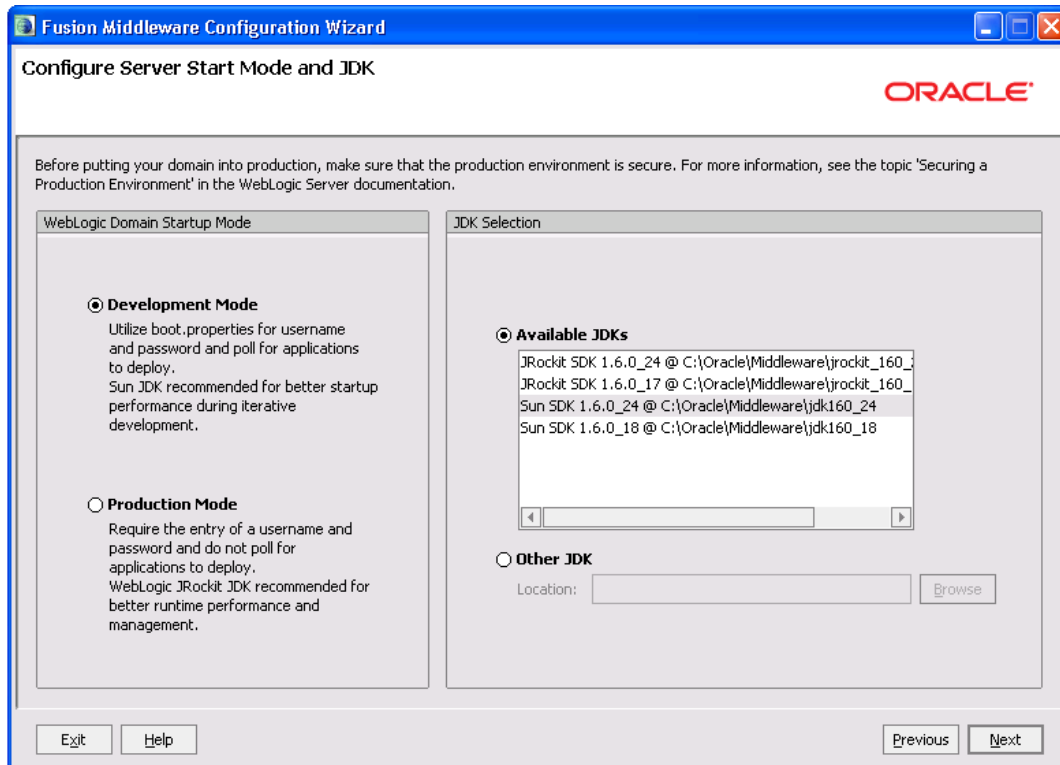 Fusion Middleware Configuration Wizard
Configure Server Start Mode and JDK
ORACLE
Before putting your domain into production, make sure that the production environment is secure. For more information, see the topic 'Securing a
Production Environment' in the WebLogic Server documentation.
WebLogic Domain Startup Mode
Development Mode
Utilize boot.properties for username
and password and poll for applications
to deploy.
Sun JDK recommended for better startup
performance during iterative
development.
Production Mode
Require the entry of a username and
password and do not poll for
applications to deploy.
WebLogic JRockit JDK recommended for
better runtime performance and
management.
JDK Selection
Available JDKs
JRockit SDK 1.6.0_24 @ C:\Oracle\Middleware\jrockit_160_
JRockit SDK 1.6.0_17 @ C:\Oracle\Middleware\jrockit_160_
Sun SDK 1.6.0_24 @ C:\Oracle\Middleware\jdk160_24
Sun SDK 1.6.0_18 @ C:\Oracle\Middleware\jdk160_18
Other JDK
Location:
Browse
Exit
Help
Previous
Next